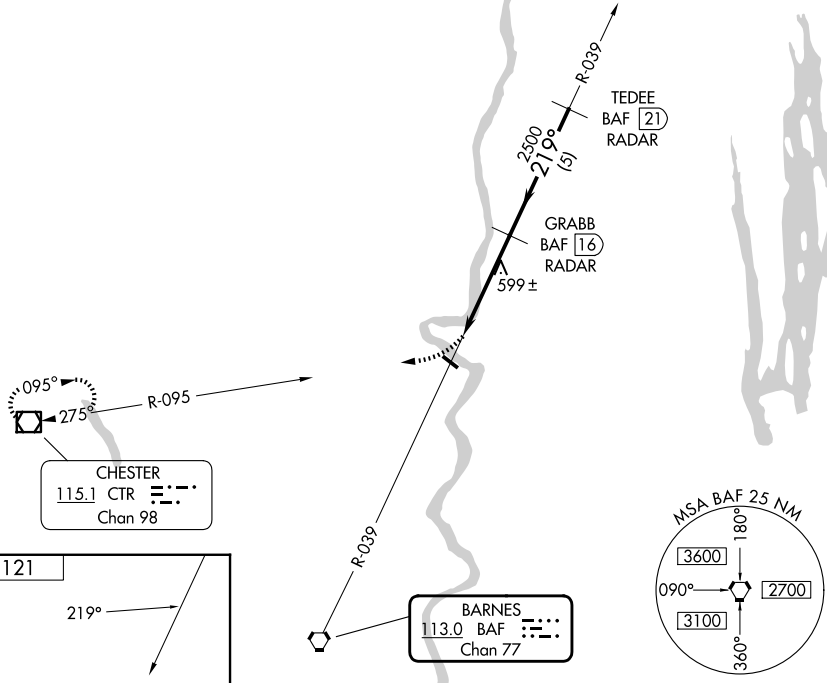 R-039
TEDEE
BAF 21
RADAR
2500
219°
(5)
GRABB
BAF 16
RADAR
599±
095°
275°
R-095
CHESTER
115.1 CTR
Chan 98
R-039
121
219°
BARNES
113.0 BAF
Chan 77
MSA BAF 25 NM
180°
3600
090°
2700
3100
360°